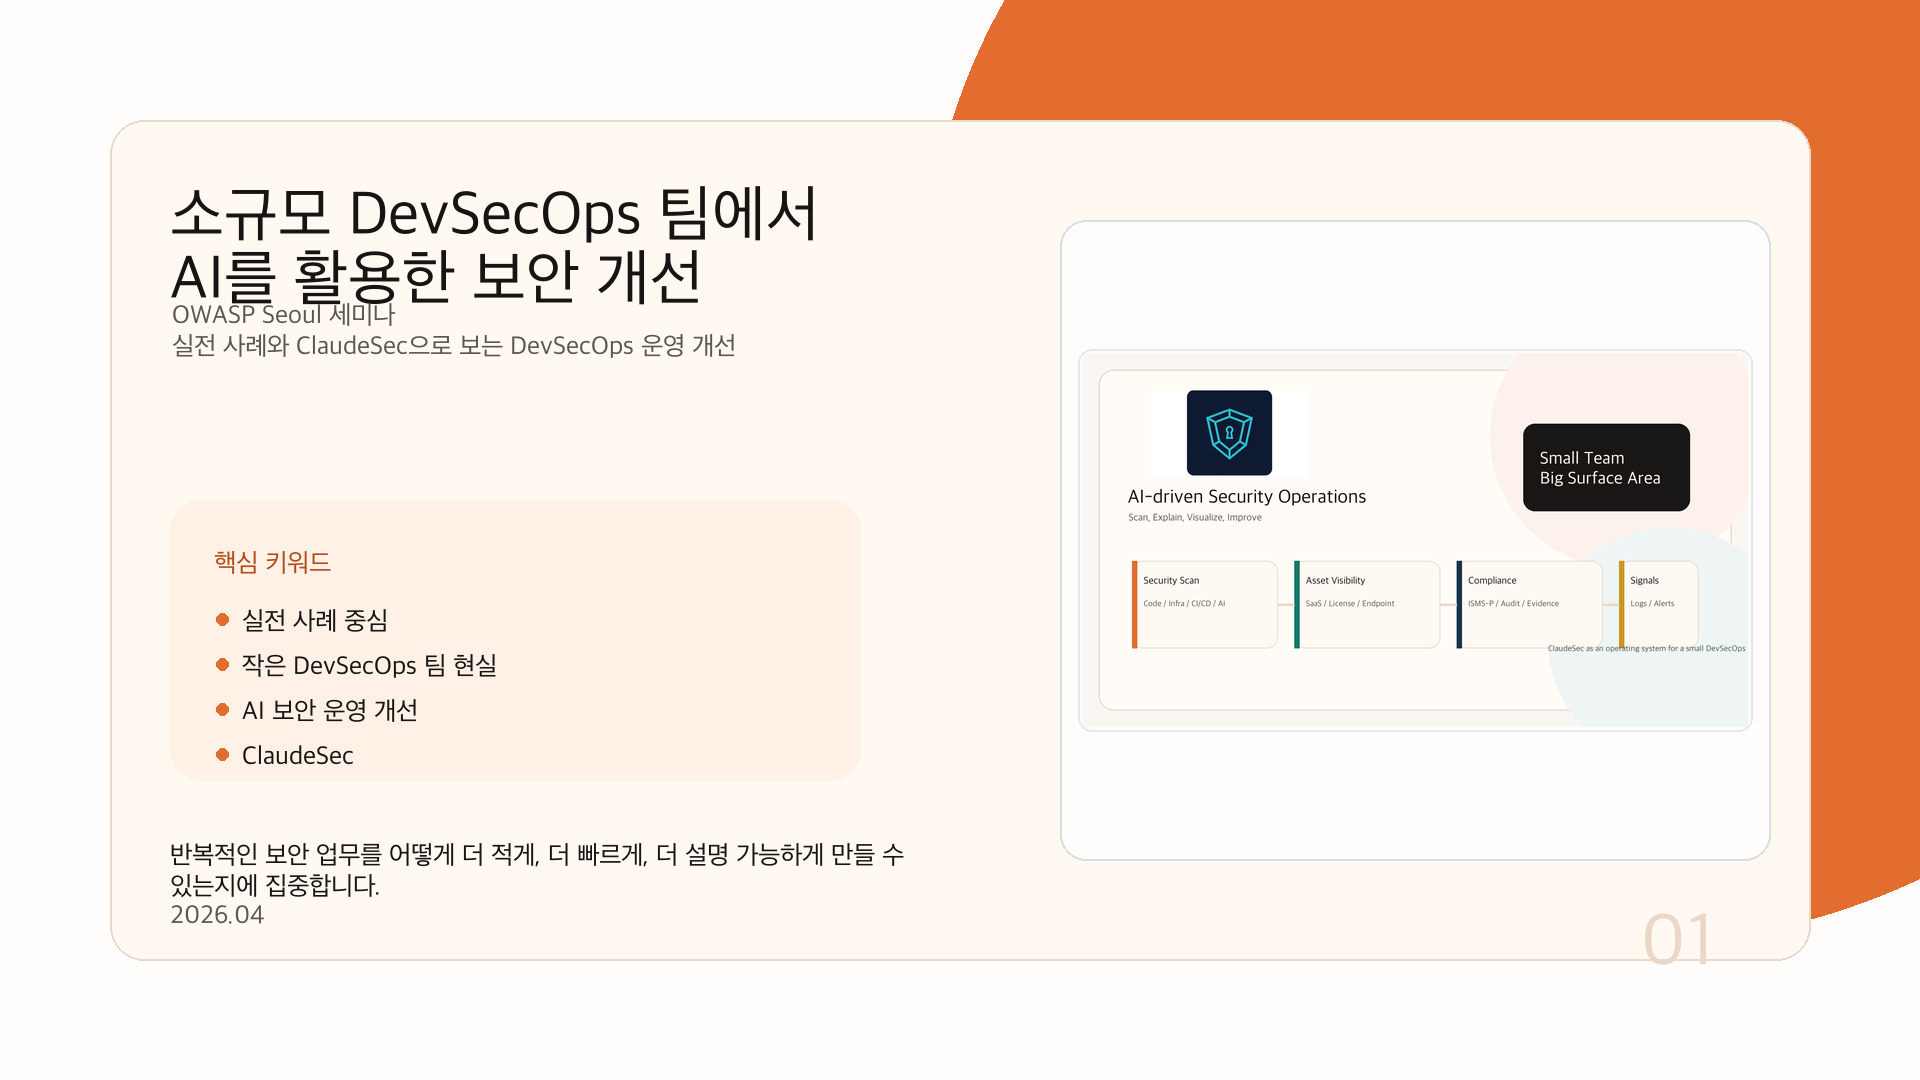 소규모 DevSecOps 팀에서
AI를 활용한 보안 개선
OWASP Seoul 세미나
실전 사례와 ClaudeSec으로 보는 DevSecOps 운영 개선
핵심 키워드
실전 사례 중심
작은 DevSecOps 팀 현실
AI 보안 운영 개선
ClaudeSec
반복적인 보안 업무를 어떻게 더 적게, 더 빠르게, 더 설명 가능하게 만들 수
있는지에 집중합니다.
2026.04
Small Team
Big Surface Area
AI-driven Security Operations
Scan, Explain, Visualize, Improve
Security Scan
Code / Infra / CI/CD / AI
Asset Visibility
SaaS / License / Endpoint
Compliance
ISMS-P / Audit / Evidence
Signals
Logs / Alerts
ClaudeSec as an operating system for a small DevSecOps
01